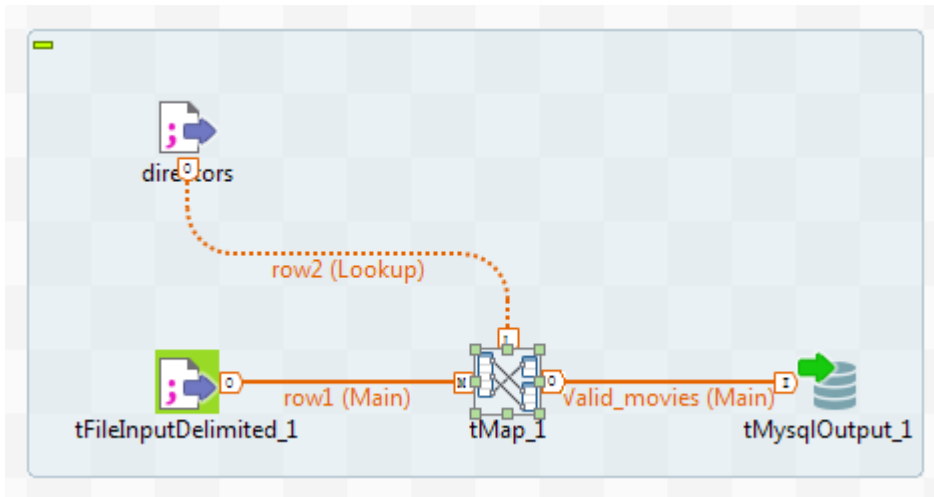 directors
row2 (Lookup)
row1 (Main)
Valid_movies (Main)
tFileInputDelimited_1
tMap_1
tMysqlOutput_1